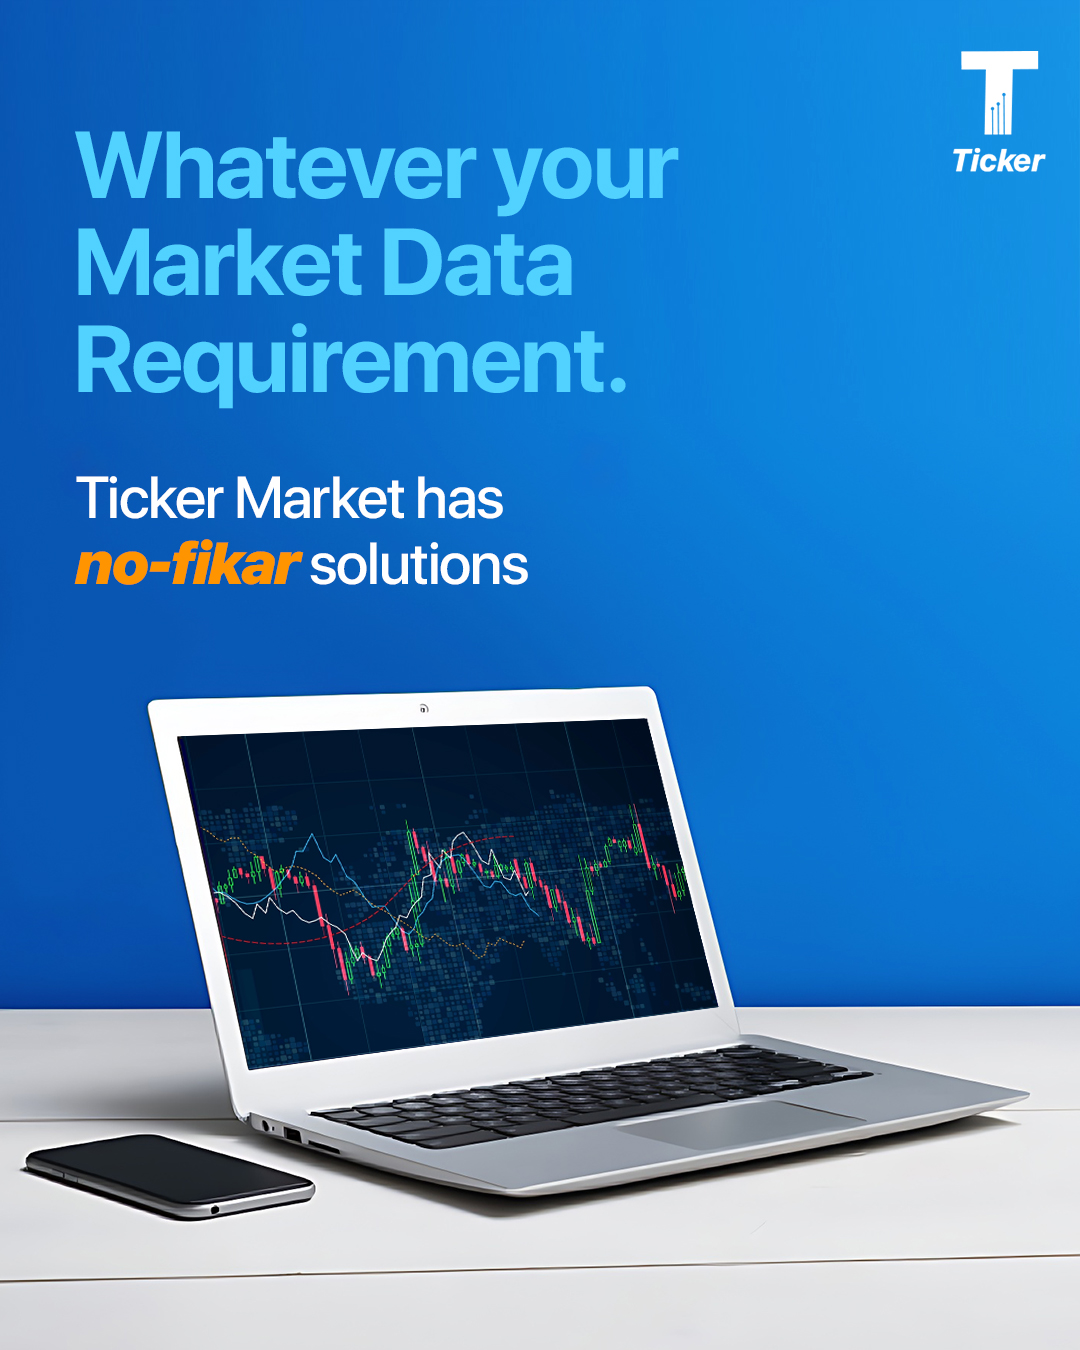 Ticker
Whatever your
Market Data
Requirement.
Ticker Market has
no-fikar solutions